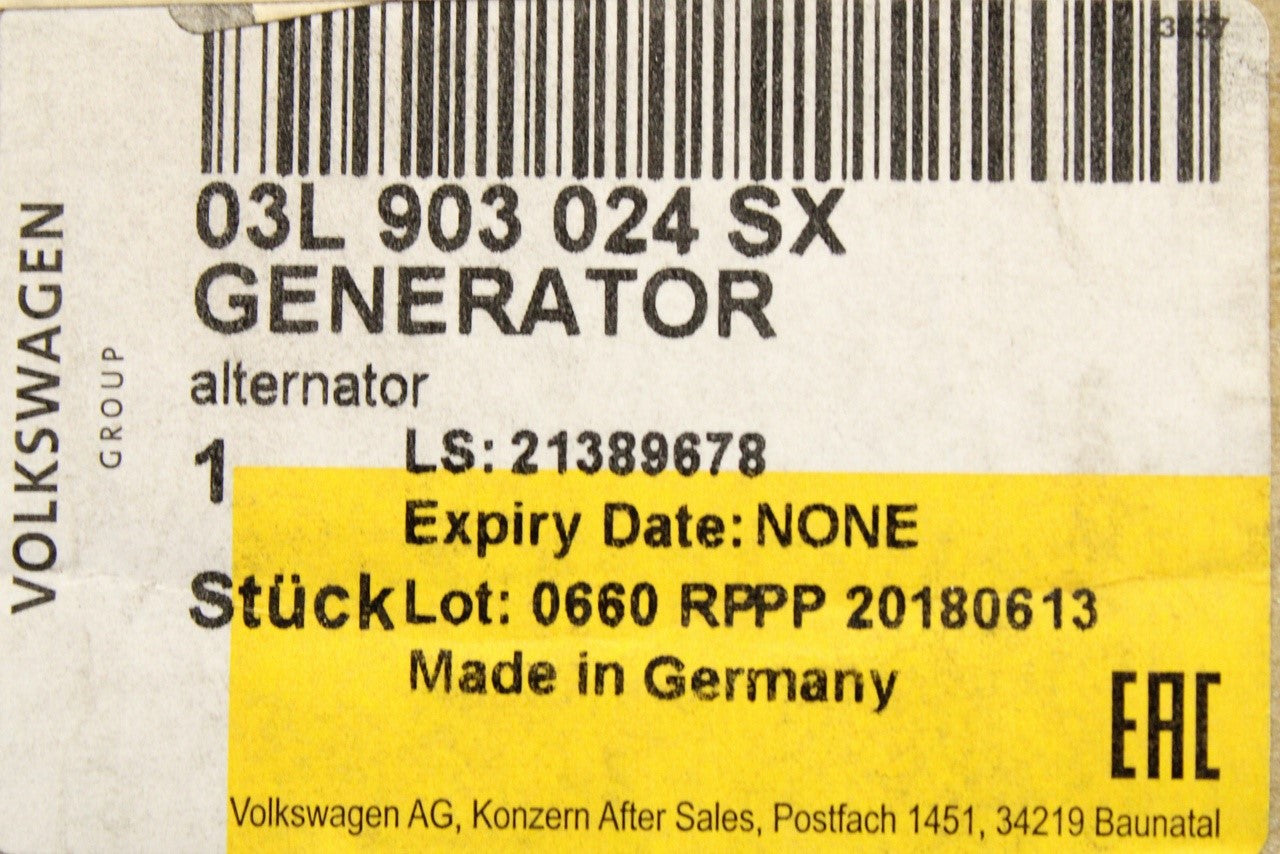 03L 903 024 SX
GENERATOR
alternator
1
LS: 21389678
Expiry Date: NONE
Stück
Lot: 0660 RPPP 20180613
Made in Germany
EAC
Volkswagen AG, Konzern After Sales, Postfach 1451, 34219 Baunatal
VOLKSWAGEN
GROUP